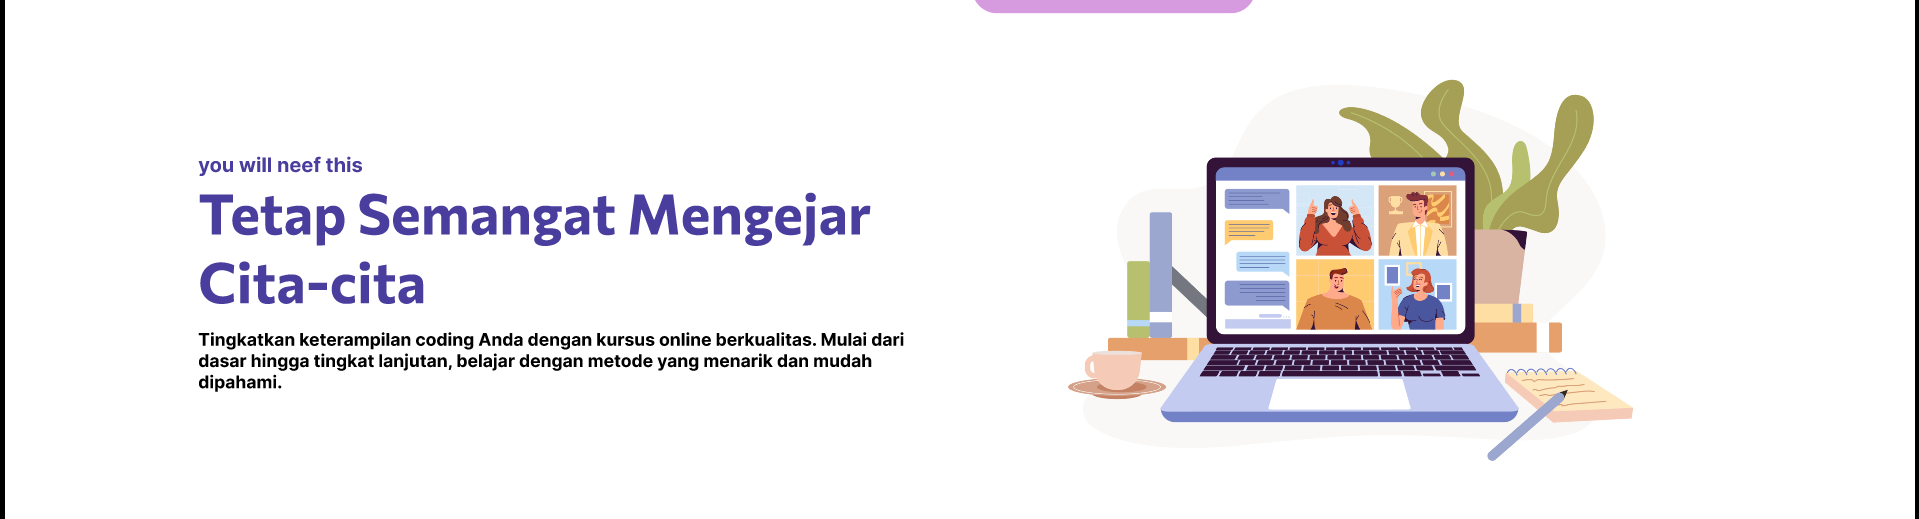 you will neef this
Tetap Semangat Mengejar
Cita-cita
Tingkatkan keterampilan coding Anda dengan kursus online berkualitas. Mulai dari
dasar hingga tingkat lanjutan, belajar dengan metode yang menarik dan mudah
dipahami.